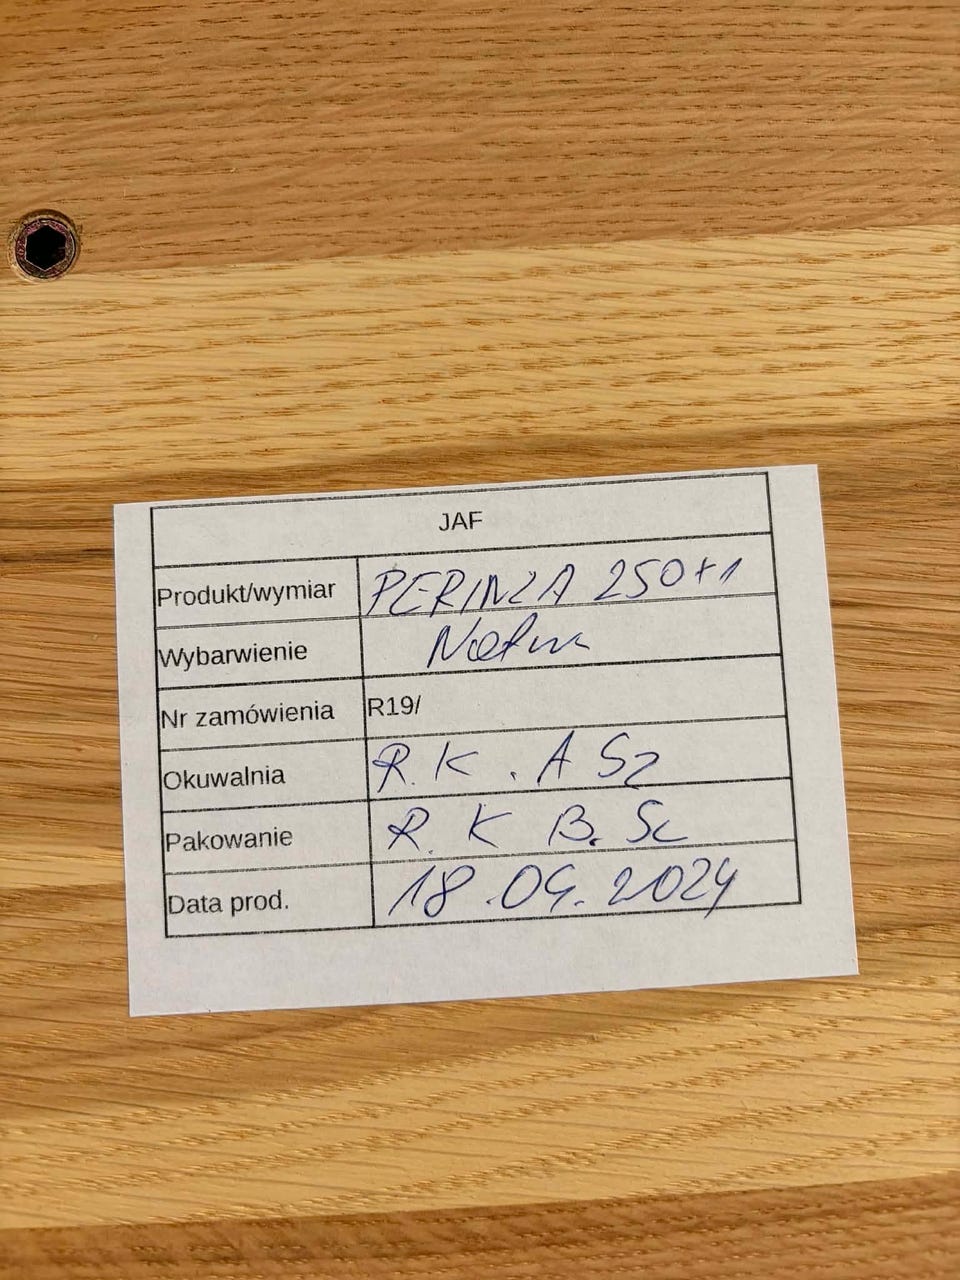 JAF
Produkt/wymiar PERINZA 250+1
Wybarwienie Natur
Nr zamówienia R19/
Okuwalnia R.K. A Sz
Pakowanie R.K B. Sc
Data prod. 18.09.2024